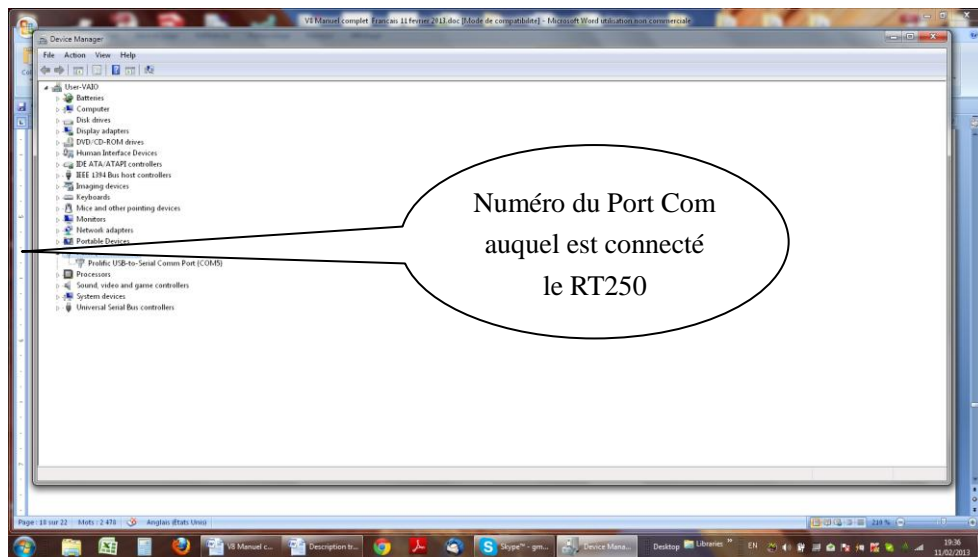 V8 Manuel complet Francais 11 fevrier 2013.doc [Mode de compatibilité] - Microsoft Word utilisation non commerciale
Device Manager
File Action View Help
User-VAIO
Batteries
Computer
Disk drives
Display adapters
DVD/CD-ROM drives
Human Interface Devices
IDE ATA/ATAPI controllers
IEEE 1394 Bus host controllers
Imaging devices
Keyboards
Mice and other pointing devices
Monitors
Network adapters
Portable Devices
Prolific USB-to-Serial Comm Port (COM5)
Processors
Sound, video and game controllers
System devices
Universal Serial Bus controllers
Numéro du Port Com
auquel est connecté
le RT250
Page : 18 sur 22 Mots : 2 478 Anglais (États Unis) 218 %
V8 Manuel c... Description tr... Skype™ - gm... Device Mana... Desktop Libraries » EN 19:36